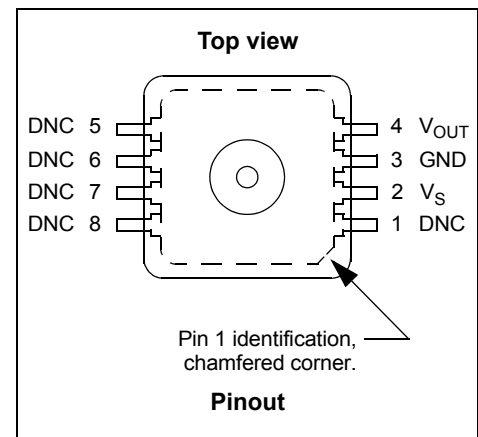 Top view
DNC 5
DNC 6
DNC 7
DNC 8
4 VOUT
3 GND
2 VS
1 DNC
Pin 1 identification,
chamfered corner.
Pinout